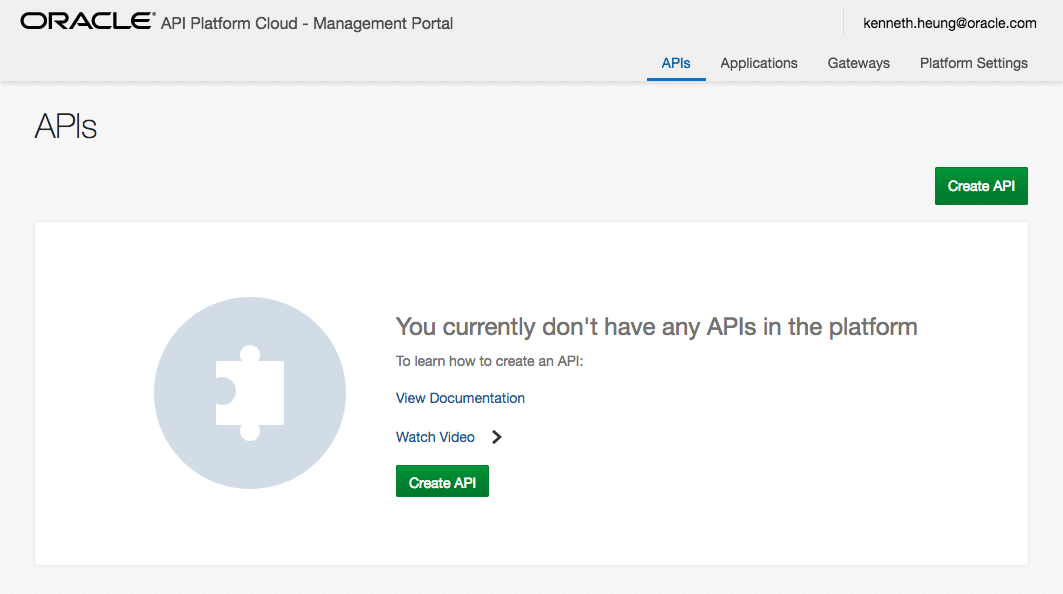 ORACLE® API Platform Cloud - Management Portal
kenneth.heung@oracle.com
APIs Applications Gateways Platform Settings
APIs
Create API
You currently don't have any APIs in the platform
To learn how to create an API:
View Documentation
Watch Video
Create API